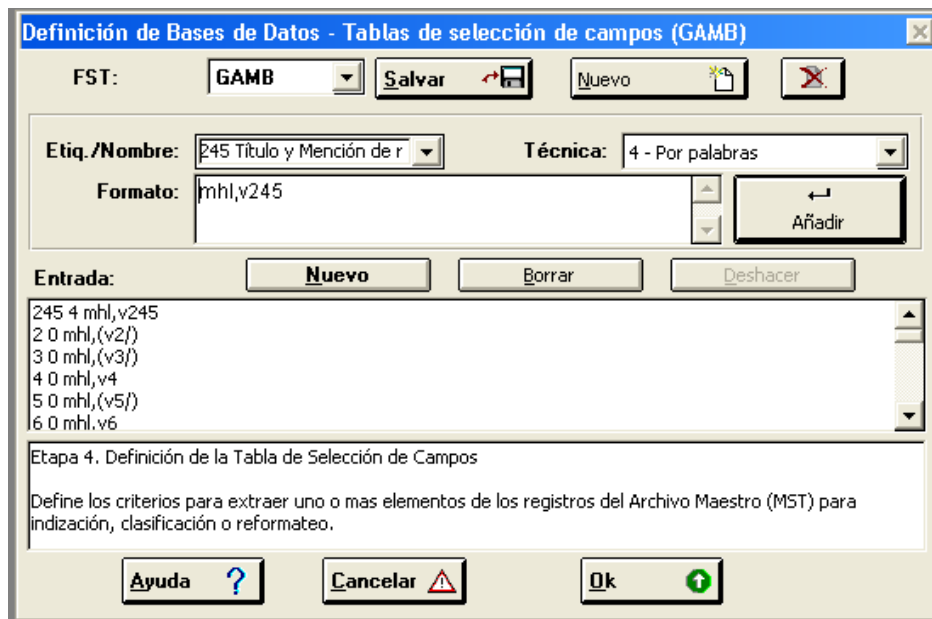 Definición de Bases de Datos - Tablas de selección de campos (GAMB)
FST: GAMB Salvar Nuevo
Etiq./Nombre: 245 Título y Mención de r Técnica: 4 - Por palabras
Formato: mhl,v245
Añadir
Entrada: Nuevo Borrar Deshacer
245 4 mhl,v245
2 0 mhl,(v2/)
3 0 mhl,(v3/)
4 0 mhl,v4
5 0 mhl,(v5/)
6 0 mhl.v6
Etapa 4. Definición de la Tabla de Selección de Campos
Define los criterios para extraer uno o mas elementos de los registros del Archivo Maestro (MST) para
indización, clasificación o reformateo.
Ayuda ? Cancelar Ok